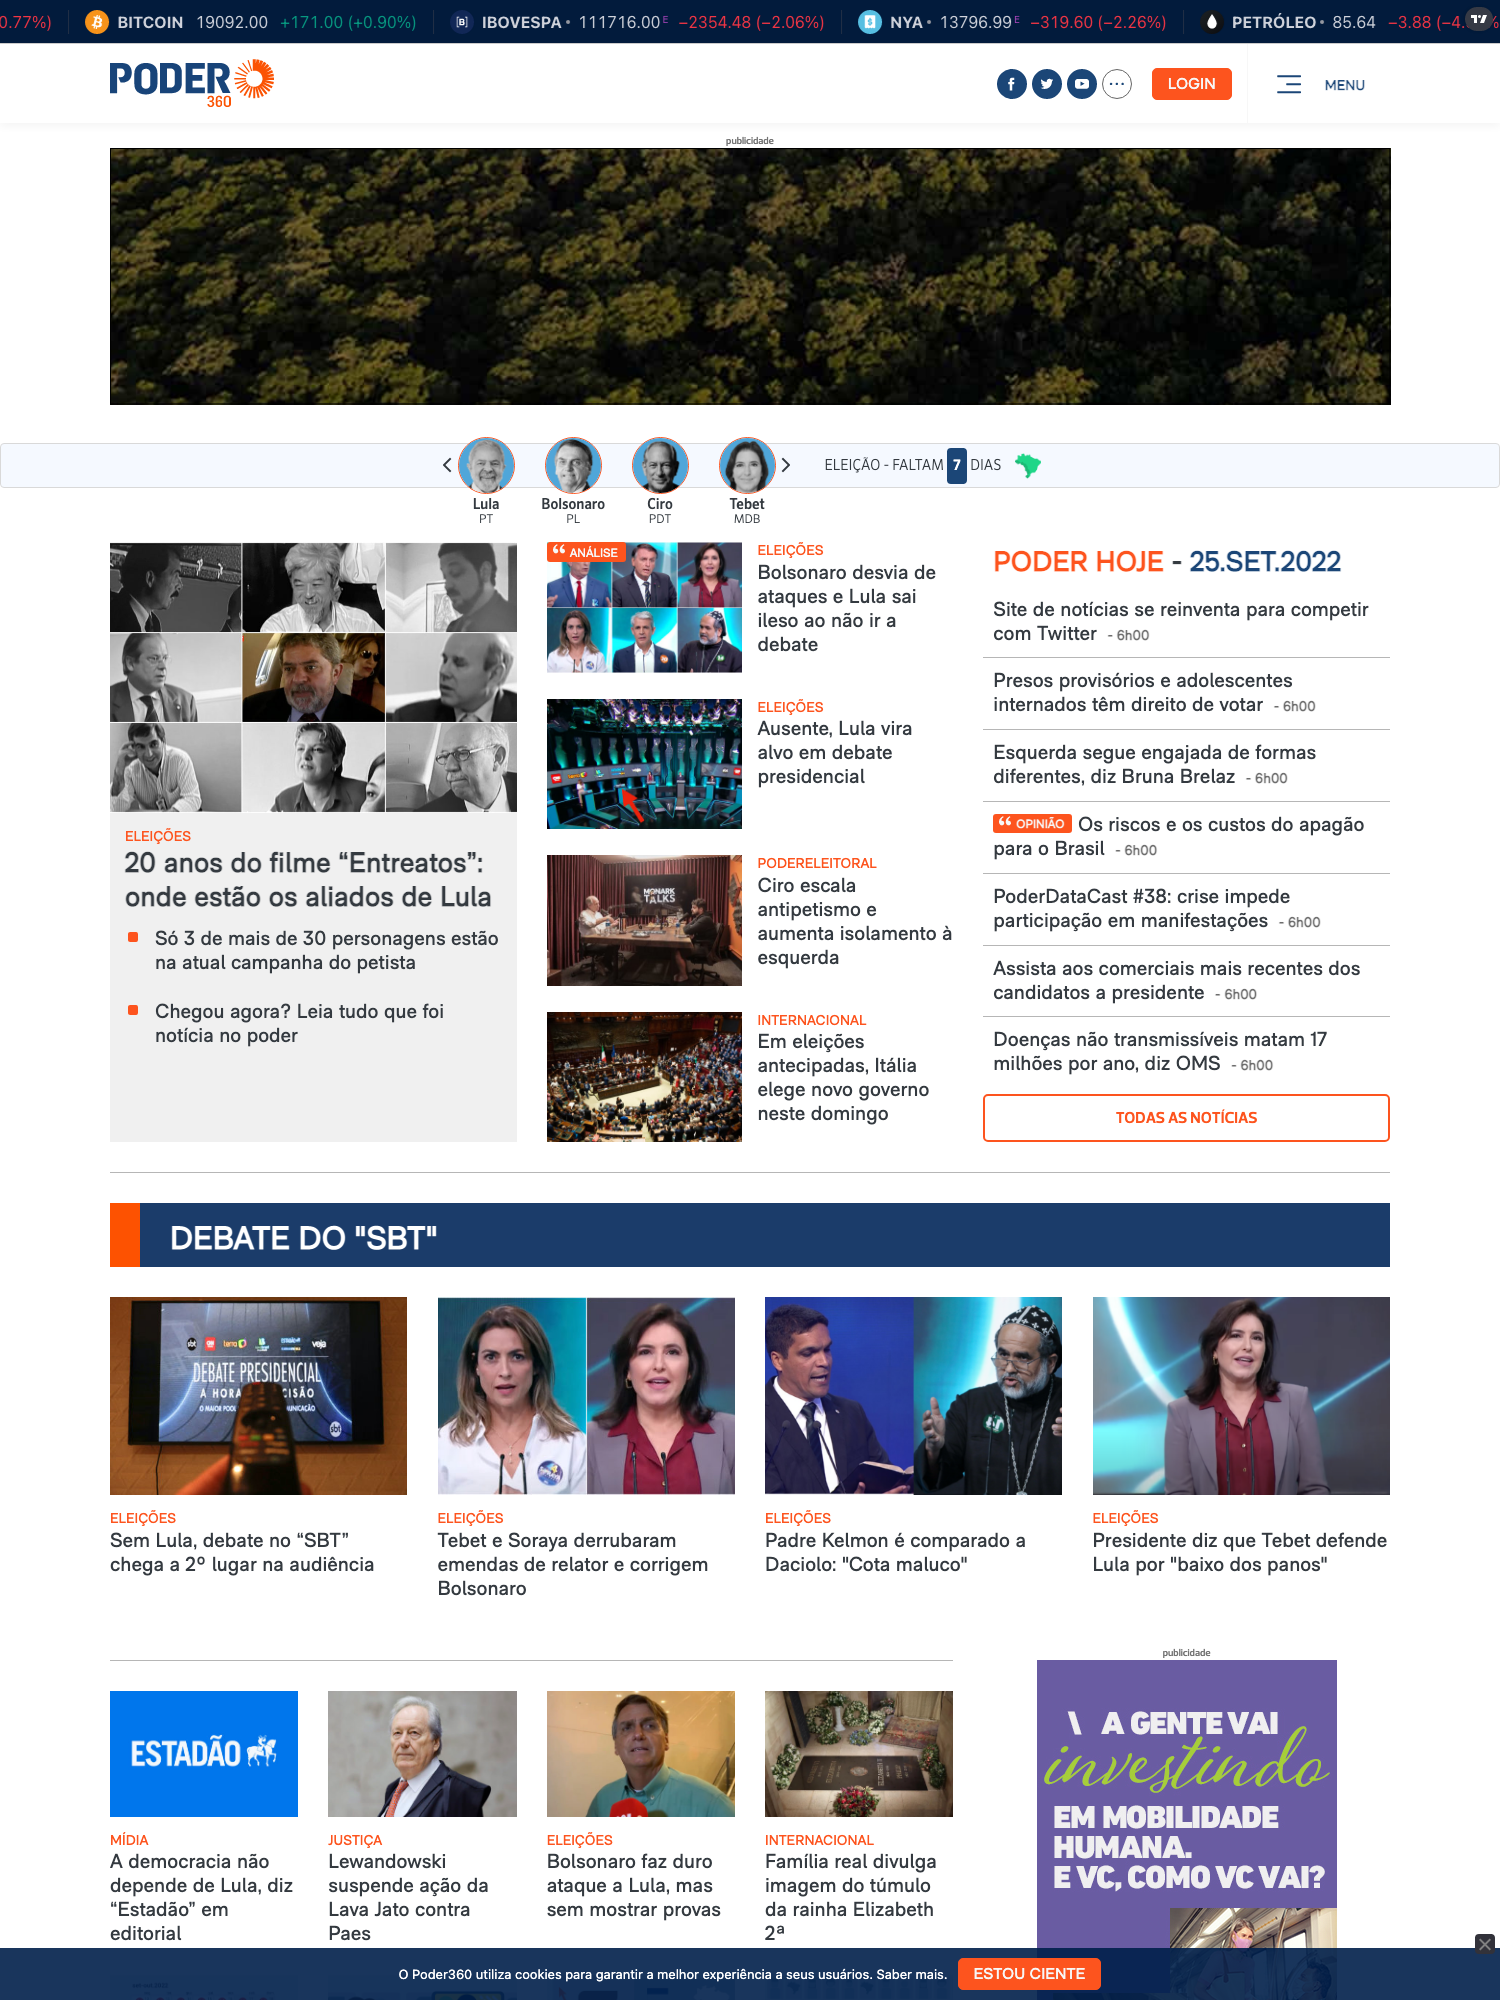 0.77%) BITCOIN 19092.00 +171.00 (+0.90%) IBOVESPA 111716.00 E −2354.48 (−2.06%) NYA 13796.99 E −319.60 (−2.26%) PETRÓLEO 85.64 −3.88 (−4.
PODER
360
LOGIN
MENU
publicidade
Lula
PT
Bolsonaro
PL
Ciro
PDT
Tebet
MDB
ELEIÇÃO - FALTAM 7 DIAS
ELEIÇÕES
20 anos do filme “Entreatos”:
onde estão os aliados de Lula
Só 3 de mais de 30 personagens estão
na atual campanha do petista
Chegou agora? Leia tudo que foi
notícia no poder
“ ANÁLISE
ELEIÇÕES
Bolsonaro desvia de
ataques e Lula sai
ileso ao não ir a
debate
ELEIÇÕES
Ausente, Lula vira
alvo em debate
presidencial
MONARK
TALKS
PODERELEITORAL
Ciro escala
antipetismo e
aumenta isolamento à
esquerda
INTERNACIONAL
Em eleições
antecipadas, Itália
elege novo governo
neste domingo
PODER HOJE - 25.SET.2022
Site de notícias se reinventa para competir
com Twitter - 6h00
Presos provisórios e adolescentes
internados têm direito de votar - 6h00
Esquerda segue engajada de formas
diferentes, diz Bruna Brelaz - 6h00
“ OPINIÃO Os riscos e os custos do apagão
para o Brasil - 6h00
PoderDataCast #38: crise impede
participação em manifestações - 6h00
Assista aos comerciais mais recentes dos
candidatos a presidente - 6h00
Doenças não transmissíveis matam 17
milhões por ano, diz OMS - 6h00
TODAS AS NOTÍCIAS
DEBATE DO "SBT"
sbt terra veja
DEBATE PRESIDENCIAL
A HORA CISÃO
O MAIOR POOL UNICAÇÃO
sbt
ELEIÇÕES
Sem Lula, debate no “SBT”
chega a 2º lugar na audiência
ELEIÇÕES
Tebet e Soraya derrubaram
emendas de relator e corrigem
Bolsonaro
ELEIÇÕES
Padre Kelmon é comparado a
Daciolo: "Cota maluco"
ELEIÇÕES
Presidente diz que Tebet defende
Lula por "baixo dos panos"
ESTADÃO
MÍDIA
A democracia não
depende de Lula, diz
“Estadão” em
editorial
JUSTIÇA
Lewandowski
suspende ação da
Lava Jato contra
Paes
ELEIÇÕES
Bolsonaro faz duro
ataque a Lula, mas
sem mostrar provas
INTERNACIONAL
Família real divulga
imagem do túmulo
da rainha Elizabeth
2ª
publicidade
\ A GENTE VAI
investindo
EM MOBILIDADE
HUMANA.
E VC, COMO VC VAI?
O Poder360 utiliza cookies para garantir a melhor experiência a seus usuários. Saber mais.
ESTOU CIENTE